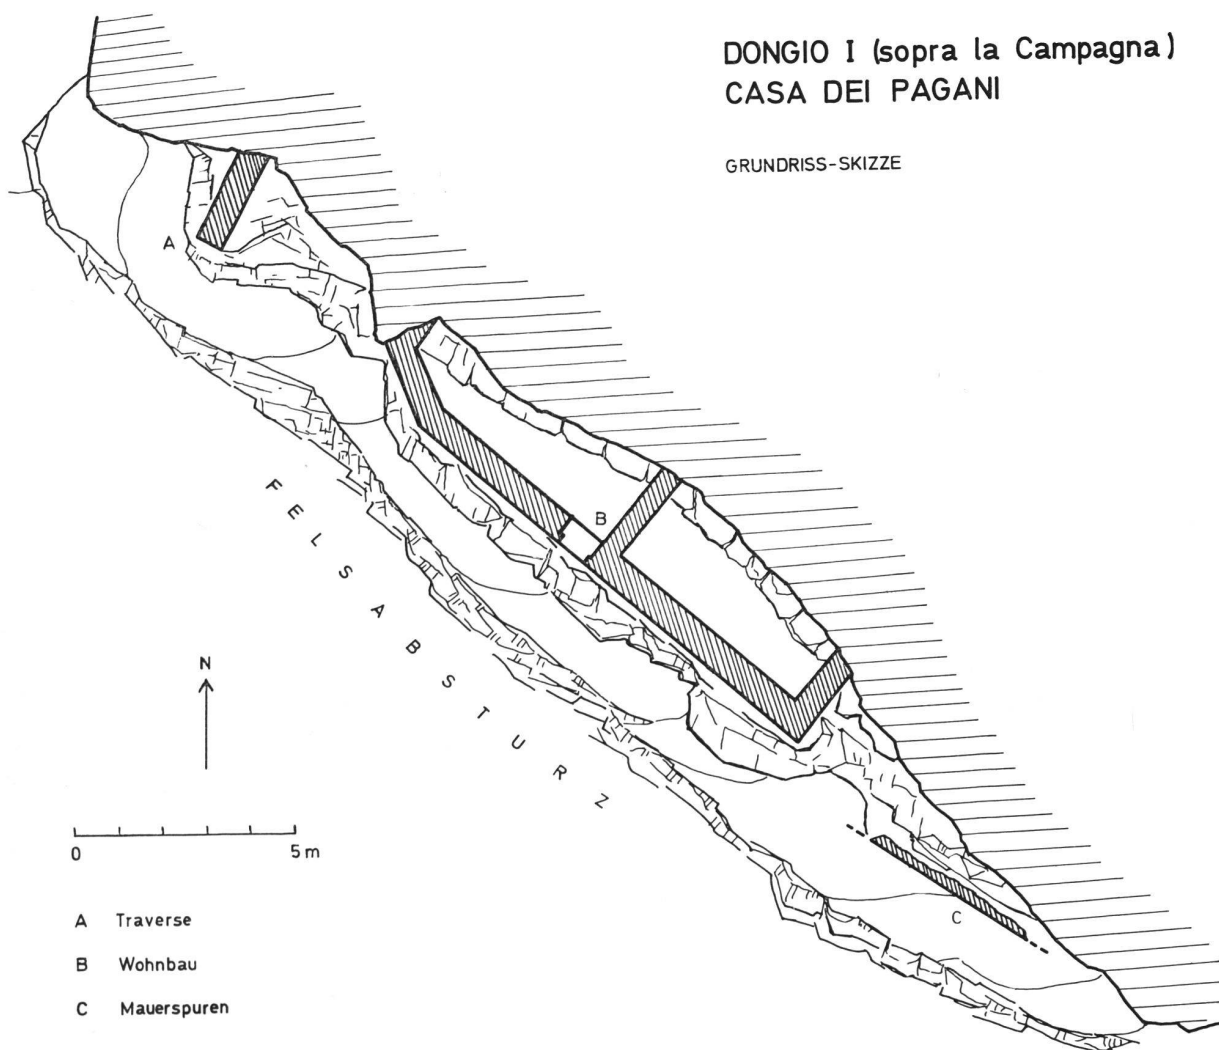 DONGIO I (sopra la Campagna)
CASA DEI PAGANI
GRUNDRISS-SKIZZE
A
B
FELSABSTURZ
N
0 5 m
C
A Traverse
B Wohnbau
C Mauerspuren